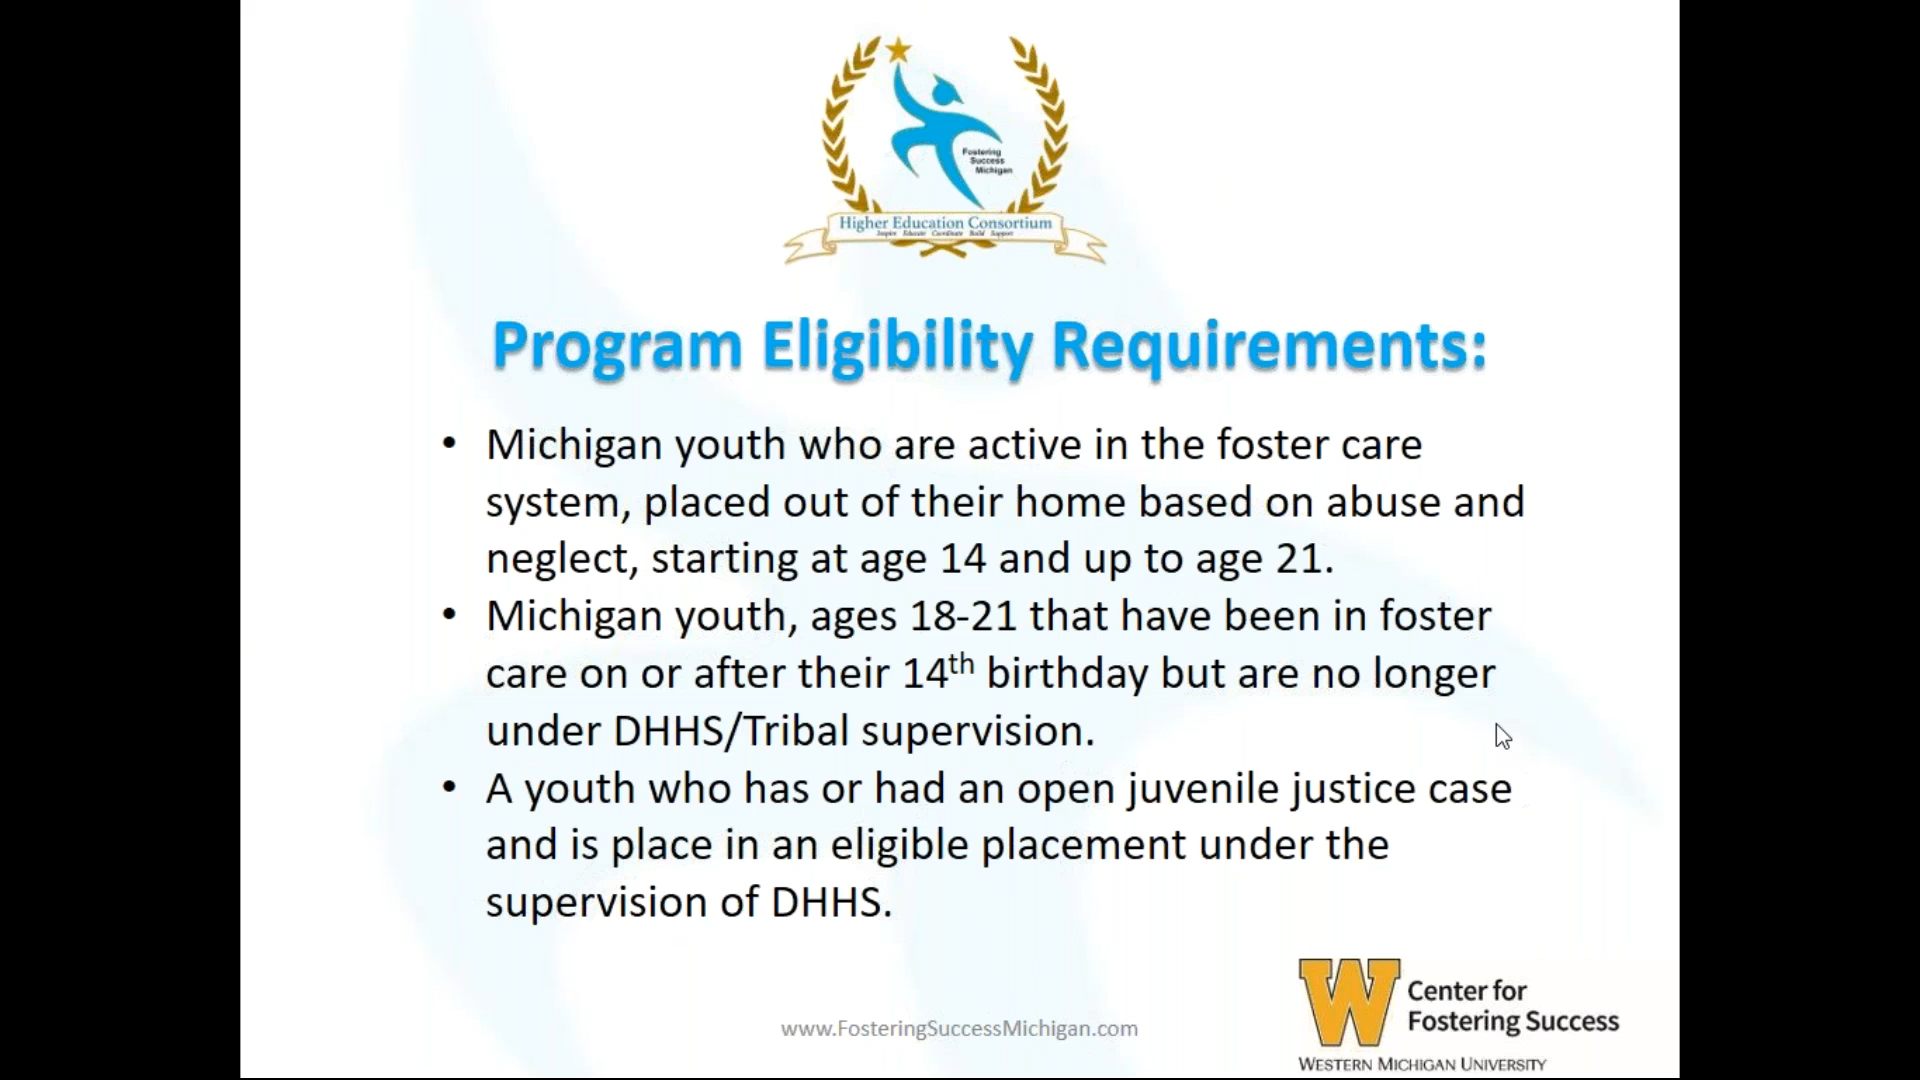 Fostering
Success
Michigan
Higher Education Consortium
Inspire Educate Coordinate Build Support
Program Eligibility Requirements:
• Michigan youth who are active in the foster care
system, placed out of their home based on abuse and
neglect, starting at age 14 and up to age 21.
• Michigan youth, ages 18-21 that have been in foster
care on or after their 14th birthday but are no longer
under DHHS/Tribal supervision.
• A youth who has or had an open juvenile justice case
and is place in an eligible placement under the
supervision of DHHS.
www.FosteringSuccessMichigan.com
W
Center for
Fostering Success
WESTERN MICHIGAN UNIVERSITY